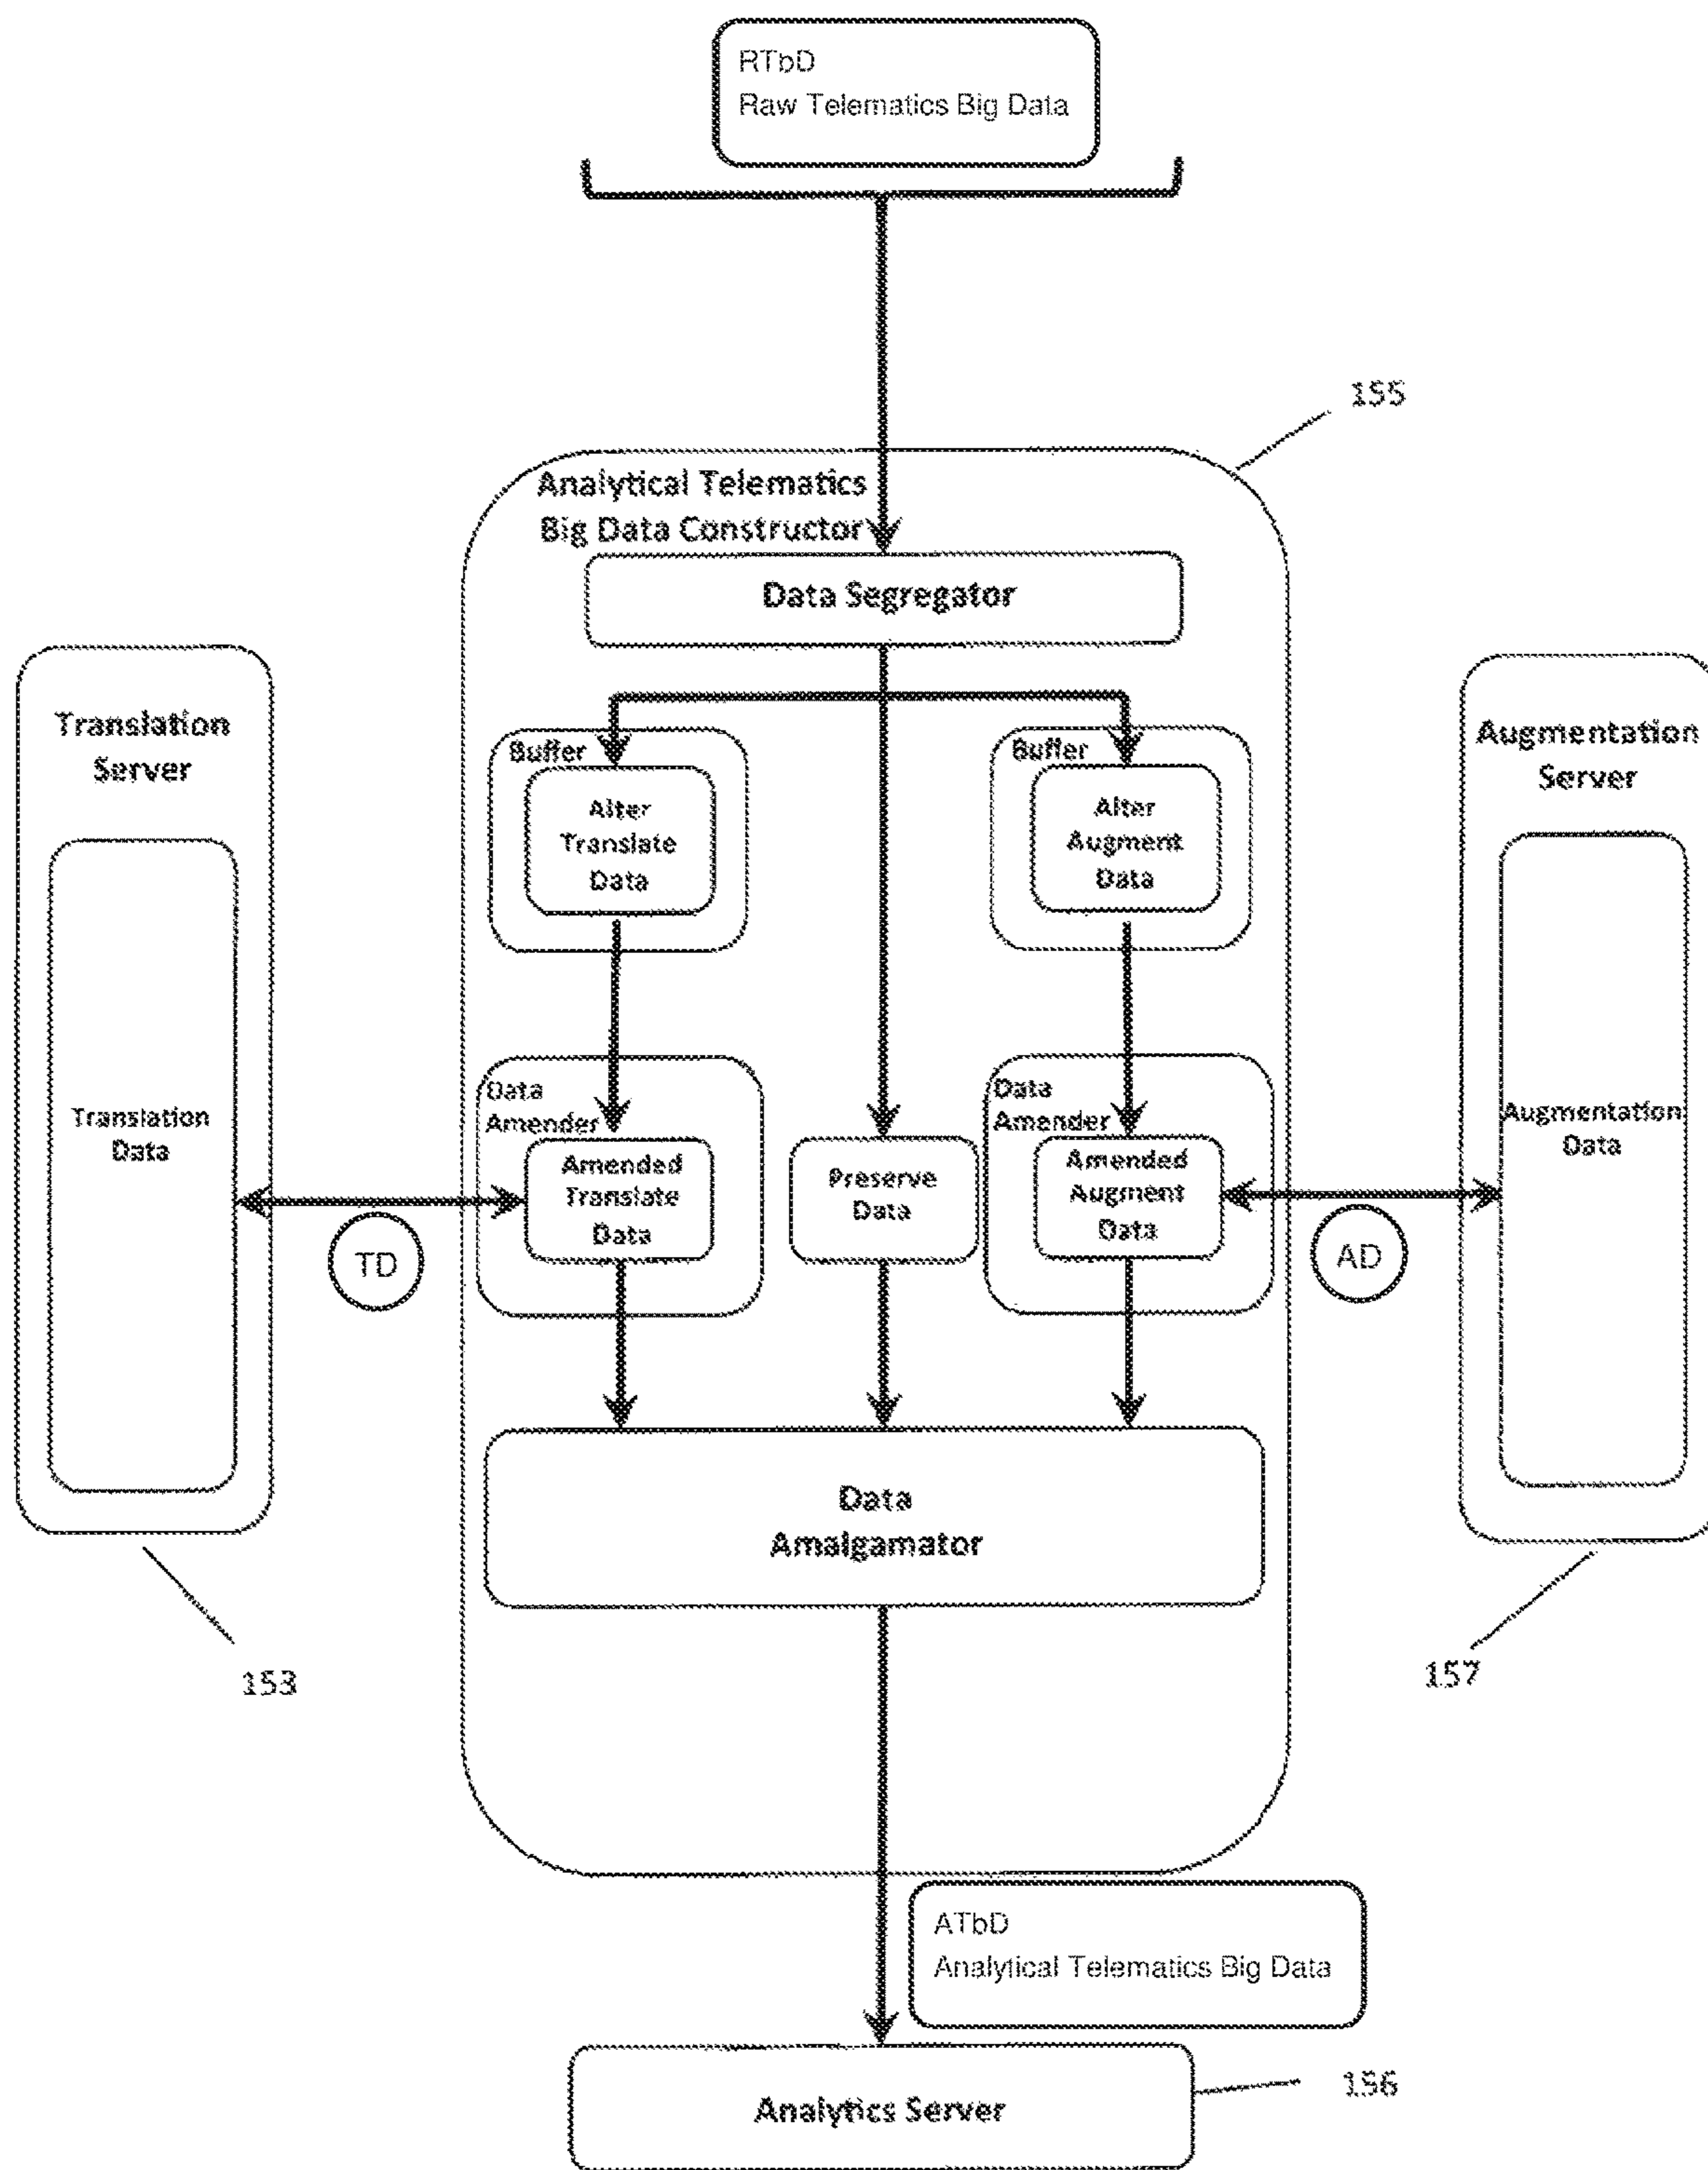 RTbD
Raw Telematics Big Data
155
Analytical Telematics
Big Data Constructor
Data Segregator
Translation
Server
Augmentation
Server
Buffer
Buffer
Alter
Translate
Data
Alter
Augment
Data
Data
Amender
Data
Amender
Translation
Data
Amended
Translate
Data
Preserve
Data
Amended
Augment
Data
Augmentation
Data
TD
AD
Data
Amalgamator
153
157
ATbD
Analytical Telematics Big Data
156
Analytics Server